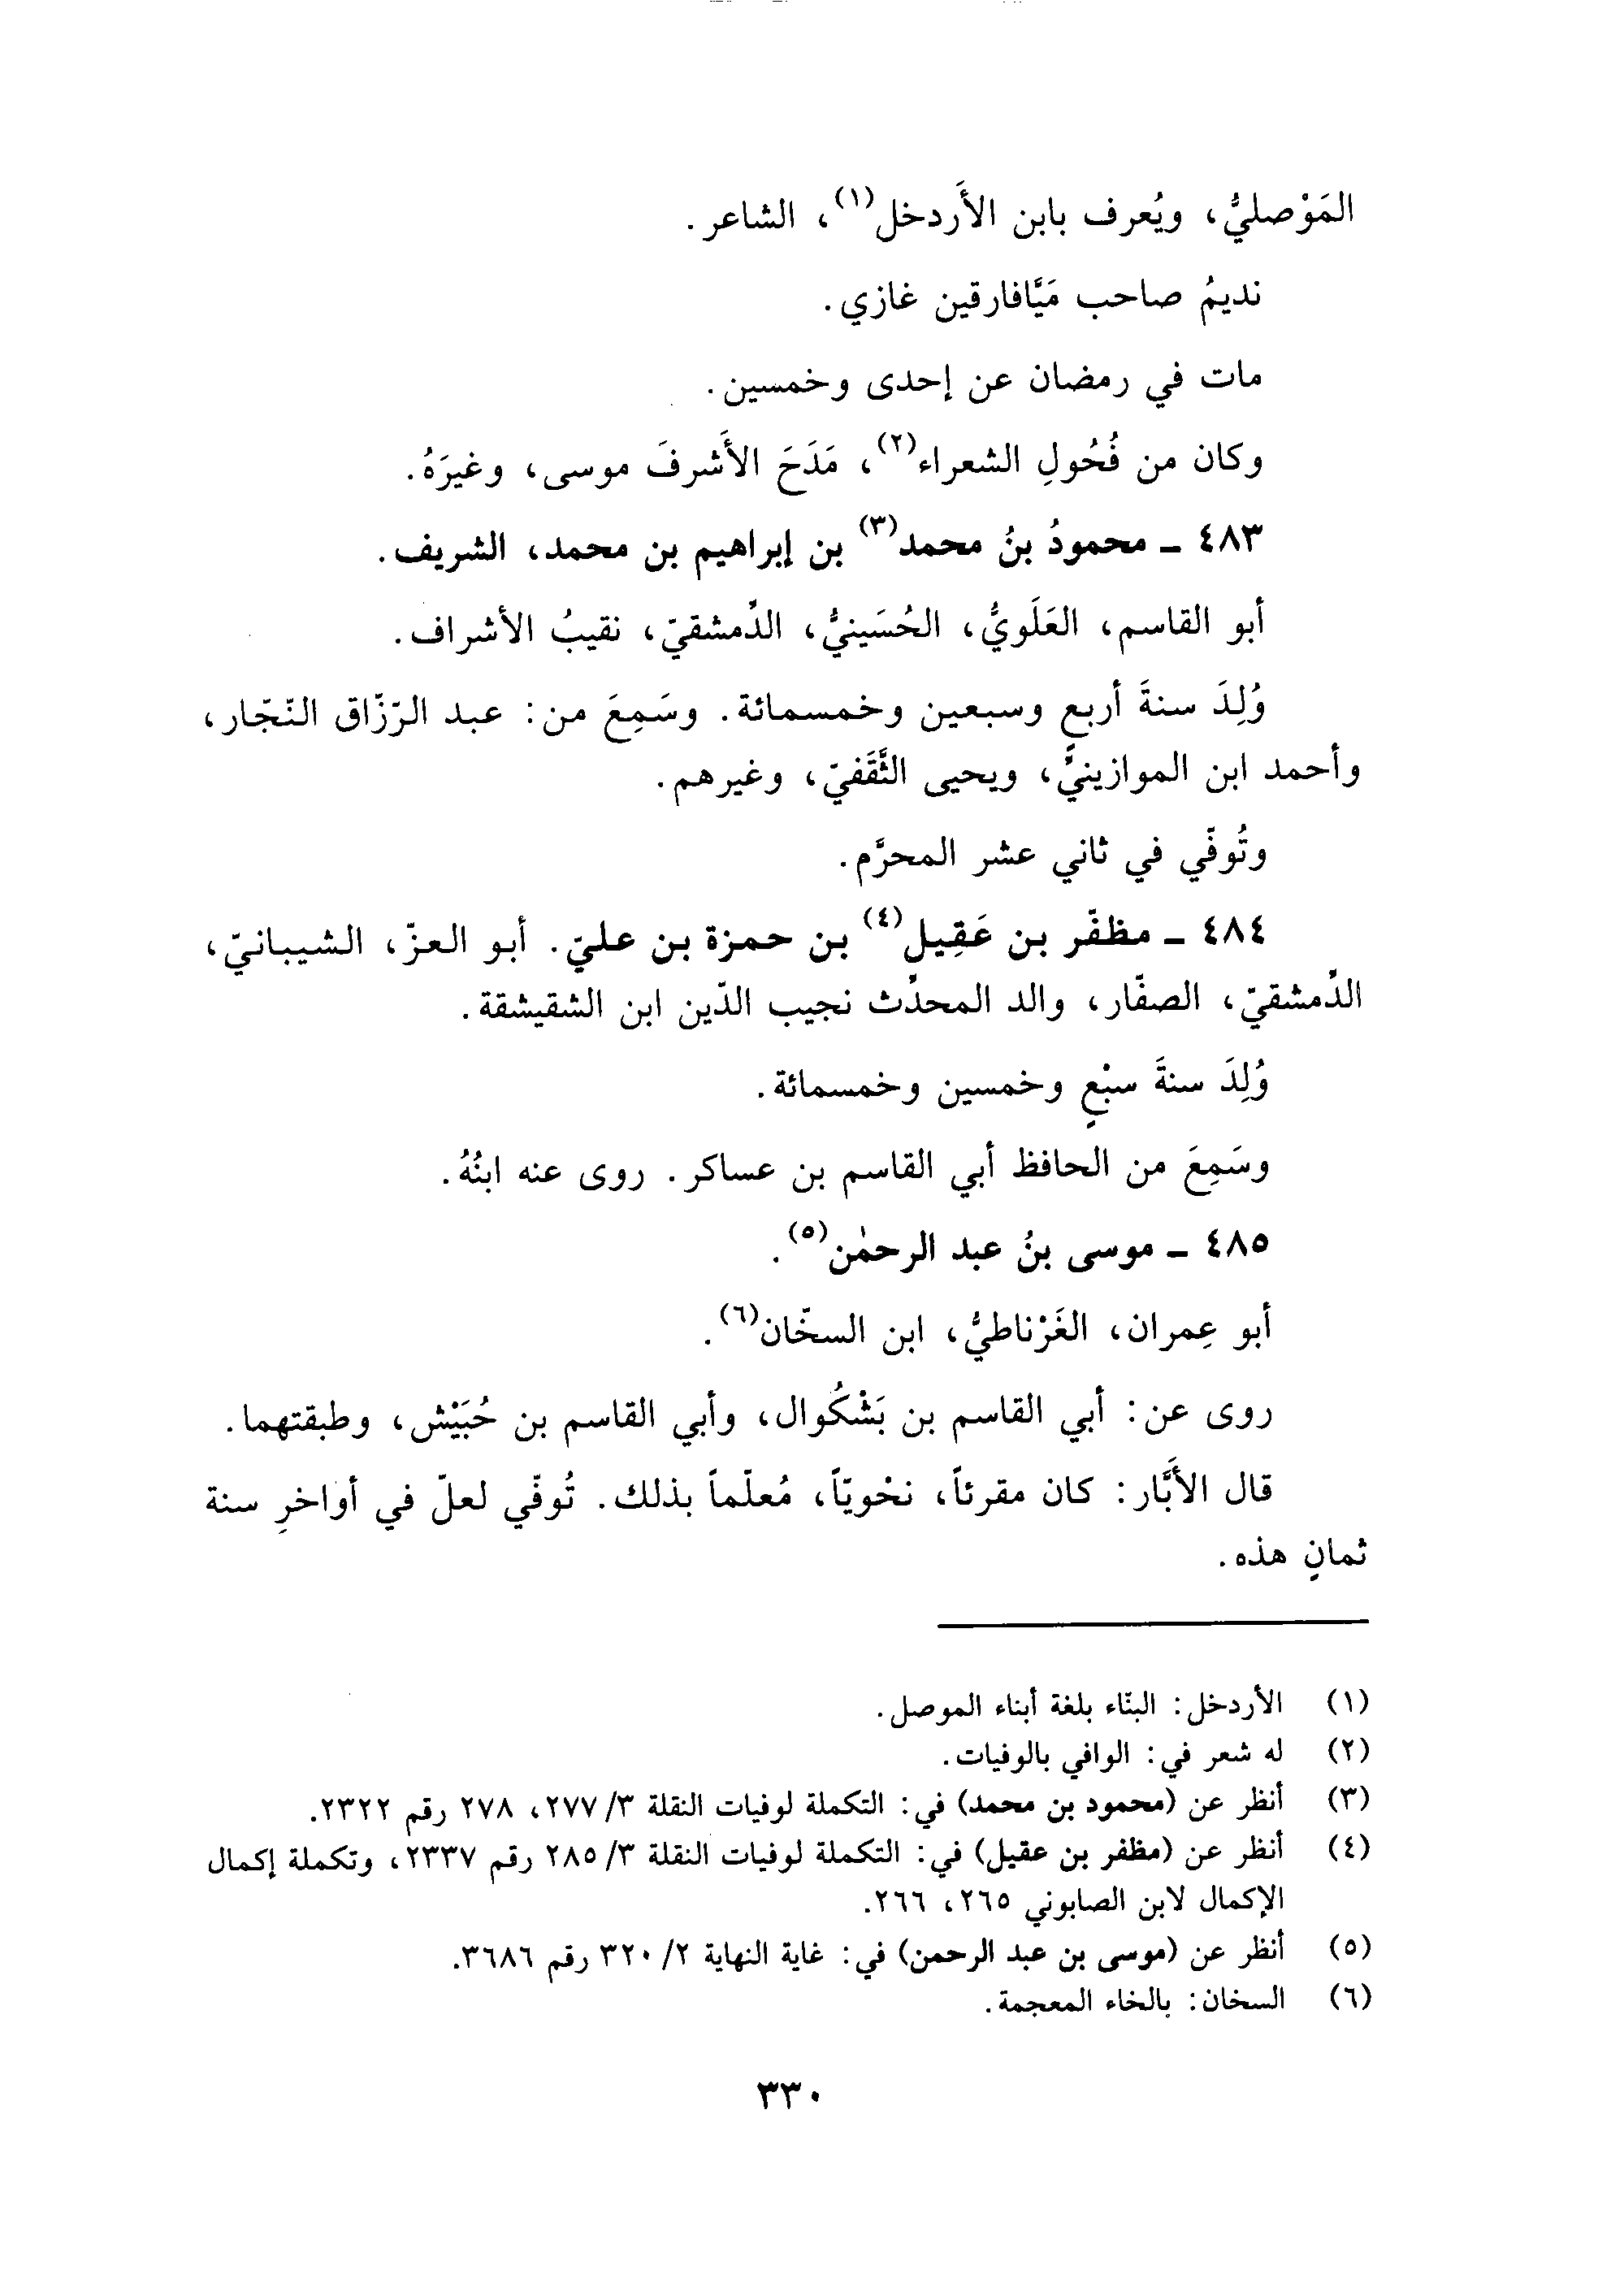 المَوْصليُّ، ويُعرف بابن الأَردخل(١)، الشاعر.
نديمُ صاحب مَيَّافارقين غازي.
مات في رمضان عن إحدى وخمسين.
وكان من فُحُولِ الشعراء(٢)، مَدَحَ الأَشرفَ موسى، وغيرَهُ.
٤٨٣ ـ محمودُ بنُ محمد(٣) بن إبراهيم بن محمد، الشريف.
أبو القاسم، العَلَويُّ، الحُسَينيُّ، الدِّمشقيّ، نقيبُ الأشراف.
وُلِدَ سنةَ أربعٍ وسبعين وخمسمائة. وسَمِعَ من: عبد الرّزّاق النّجّار،
وأحمد ابن الموازينيِّ، ويحيى الثَّقَفيّ، وغيرهم.
وتُوفّي في ثاني عشر المحرَّم.
٤٨٤ ـ مظفّر بن عَقِيل(٤) بن حمزة بن عليّ. أبو العزّ، الشيبانيّ،
الدِّمشقيّ، الصفّار، والد المحدِّث نجيب الدّين ابن الشقيشقة.
وُلِدَ سنةَ سبْعٍ وخمسين وخمسمائة.
وسَمِعَ من الحافظ أبي القاسم بن عساكر. روى عنه ابنُهُ.
٤٨٥ ـ موسى بنُ عبد الرحمٰن(٥).
أبو عِمران، الغَرْناطيُّ، ابن السخّان(٦).
روى عن: أبي القاسم بن بَشْكُوال، وأبي القاسم بن حُبَيْش، وطبقتهما.
قال الأَبَّار: كان مقرئاً، نحْويّاً، مُعلّماً بذلك. تُوفّي لعلّ في أواخرِ سنة
ثمانٍ هذه.
(١) الأردخل: البنّاء بلغة أبناء الموصل.
(٢) له شعر في: الوافي بالوفيات.
(٣) أنظر عن (محمود بن محمد) في: التكملة لوفيات النقلة ٣/ ٢٧٧، ٢٧٨ رقم ٢٣٢٢.
(٤) أنظر عن (مظفر بن عقيل) في: التكملة لوفيات النقلة ٣/ ٢٨٥ رقم ٢٣٣٧، وتكملة إكمال
الإكمال لابن الصابوني ٢٦٥، ٢٦٦.
(٥) أنظر عن (موسى بن عبد الرحمن) في: غاية النهاية ٢/ ٣٢٠ رقم ٣٦٨٦.
(٦) السخان: بالخاء المعجمة.
٣٣٠